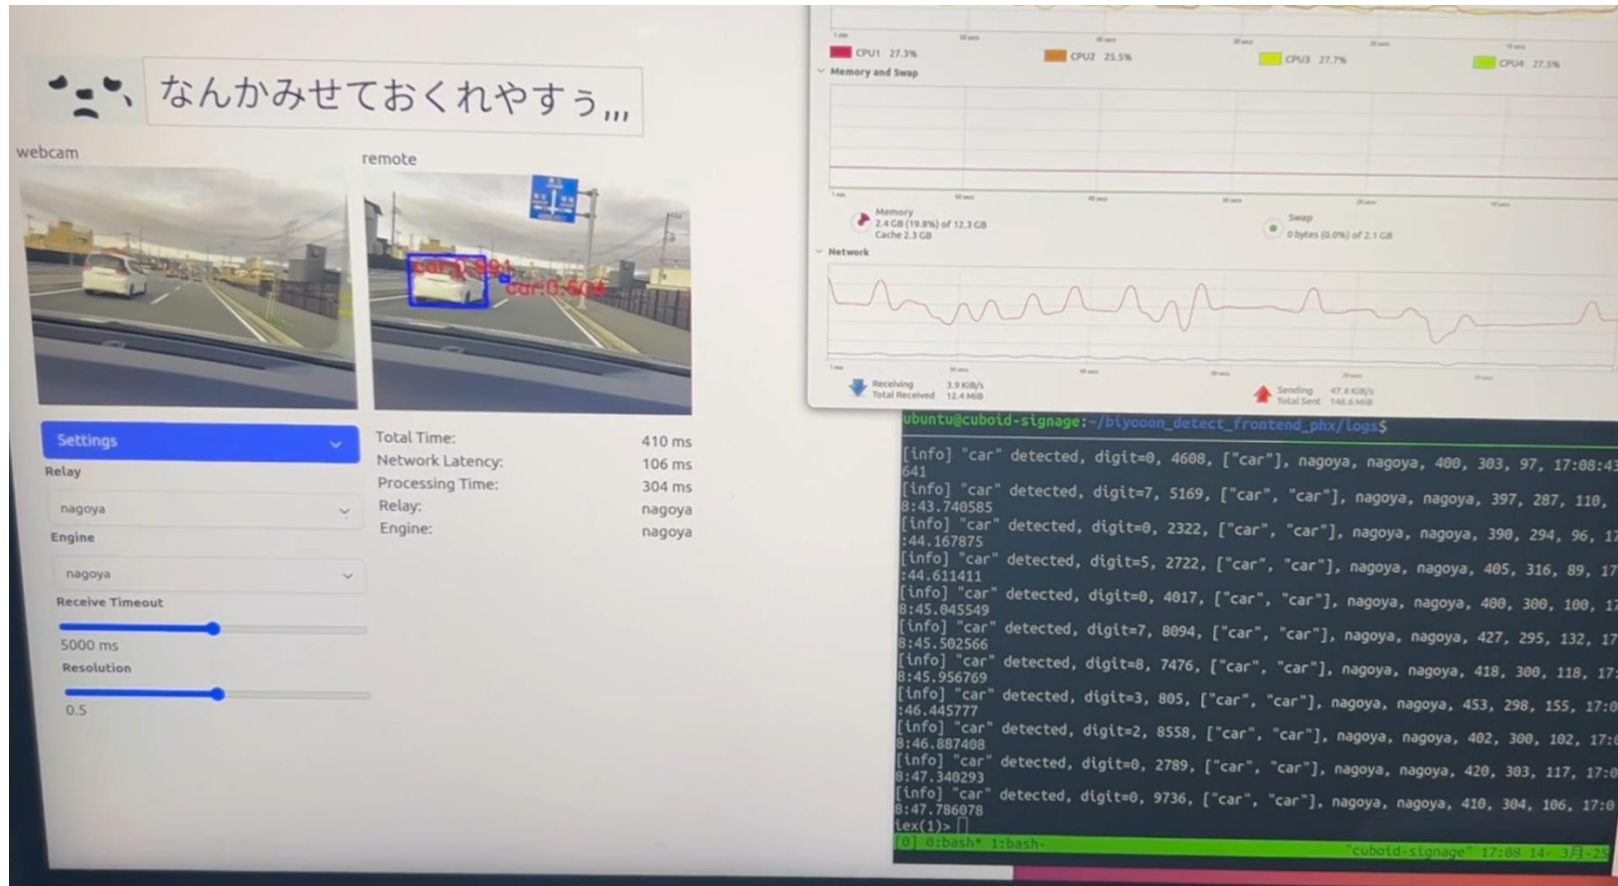 なんかみせておくれやすぅ,,,
webcam
remote
car:0.991
car:0.604
Settings
Relay
nagoya
Engine
nagoya
Receive Timeout
5000 ms
Resolution
0.5
Total Time: 410 ms
Network Latency: 106 ms
Processing Time: 304 ms
Relay: nagoya
Engine: nagoya
CPU1 27.3%
CPU2 25.5%
CPU3 27.7%
CPU4 27.5%
Memory and Swap
Memory
2.4 GB (19.8%) of 12.3 GB
Cache 2.3 GB
Swap
0 bytes (0.0%) of 2.1 GB
Network
Receiving 3.9 KiB/s
Total Received 12.4 MiB
Sending 47.6 KiB/s
Total Sent 146.6 MiB
ubuntu@cuboid-signage:~/biyooon_detect_frontend_phx/logs$
[info] "car" detected, digit=0, 4608, ["car"], nagoya, nagoya, 400, 303, 97, 17:08:43
641
[info] "car" detected, digit=7, 5169, ["car", "car"], nagoya, nagoya, 397, 287, 110,
8:43.740585
[info] "car" detected, digit=0, 2322, ["car", "car"], nagoya, nagoya, 390, 294, 96, 17
:44.167875
[info] "car" detected, digit=5, 2722, ["car", "car"], nagoya, nagoya, 405, 316, 89, 17
:44.611411
[info] "car" detected, digit=0, 4017, ["car", "car"], nagoya, nagoya, 400, 300, 100, 17
8:45.045549
[info] "car" detected, digit=7, 8094, ["car", "car"], nagoya, nagoya, 427, 295, 132, 17
8:45.502566
[info] "car" detected, digit=8, 7476, ["car", "car"], nagoya, nagoya, 418, 300, 118, 17:
8:45.956769
[info] "car" detected, digit=3, 805, ["car", "car"], nagoya, nagoya, 453, 298, 155, 17:0
:46.445777
[info] "car" detected, digit=2, 8558, ["car", "car"], nagoya, nagoya, 402, 300, 102, 17:0
8:46.887408
[info] "car" detected, digit=0, 2789, ["car", "car"], nagoya, nagoya, 420, 303, 117, 17:0
8:47.340293
[info] "car" detected, digit=0, 9736, ["car", "car"], nagoya, nagoya, 410, 304, 106, 17:0
8:47.786078
iex(1)>
[0] 0:bash* 1:bash-
"cuboid-signage" 17:08 14- 3月-25